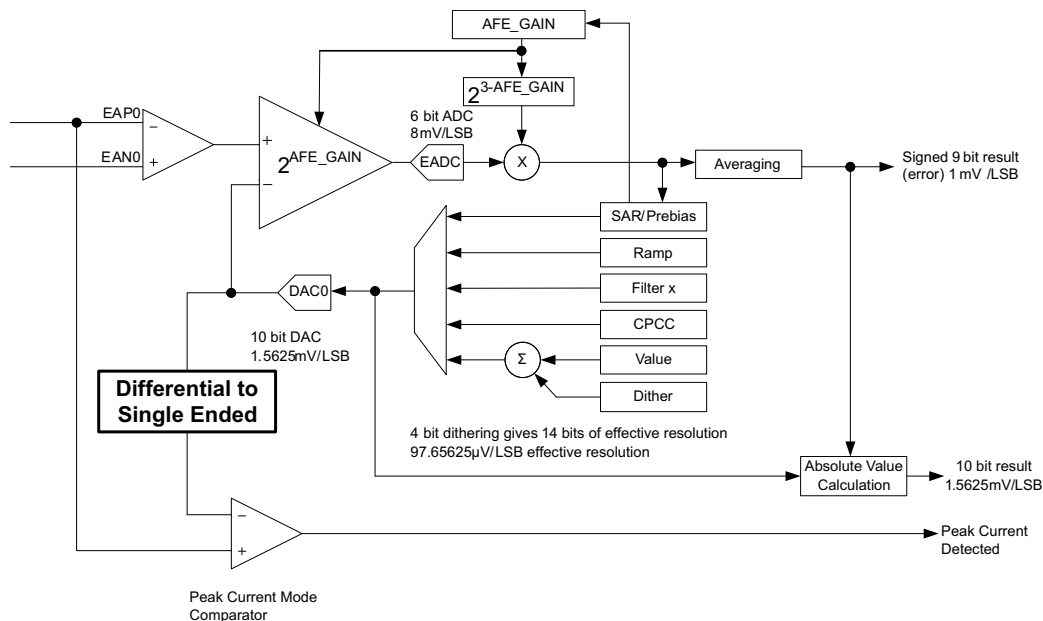 AFE_GAIN
2^3-AFE_GAIN
6 bit ADC
8mV/LSB
EAP0
EAN0
−
+
+
−
2^AFE_GAIN
EADC
X
Averaging
Signed 9 bit result
(error) 1 mV /LSB
SAR/Prebias
Ramp
Filter x
CPCC
Value
Dither
Σ
DAC0
10 bit DAC
1.5625mV/LSB
Differential to
Single Ended
4 bit dithering gives 14 bits of effective resolution
97.65625μV/LSB effective resolution
Absolute Value
Calculation
10 bit result
1.5625mV/LSB
−
+
Peak Current
Detected
Peak Current Mode
Comparator